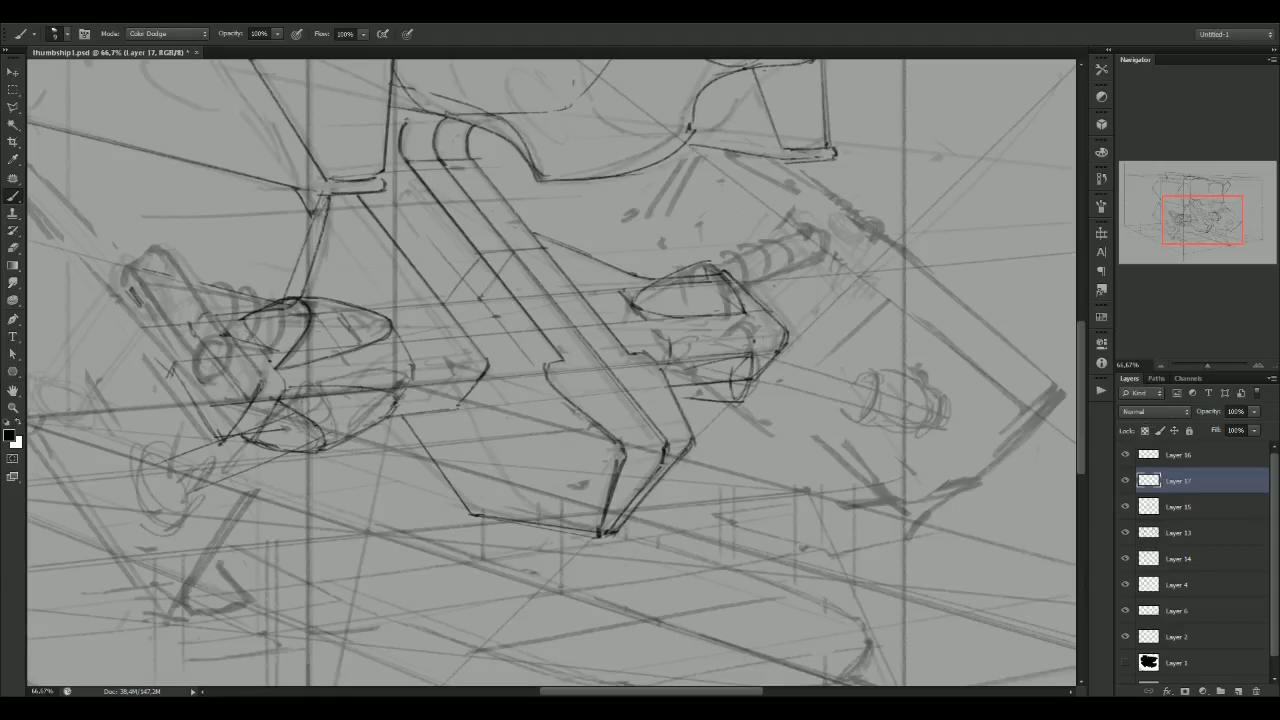 9 Mode: Color Dodge Opacity: 100% Flow: 100% Untitled-1
thumbship1.psd @ 66,7% (Layer 17, RGB/8) * ×
Navigator
66,67%
Layers Paths Channels
Kind
Normal Opacity: 100%
Lock: Fill: 100%
Layer 16
Layer 17
Layer 15
Layer 13
Layer 14
Layer 4
Layer 6
Layer 2
Layer 1
66,67% Doc: 38,4M/147,2M